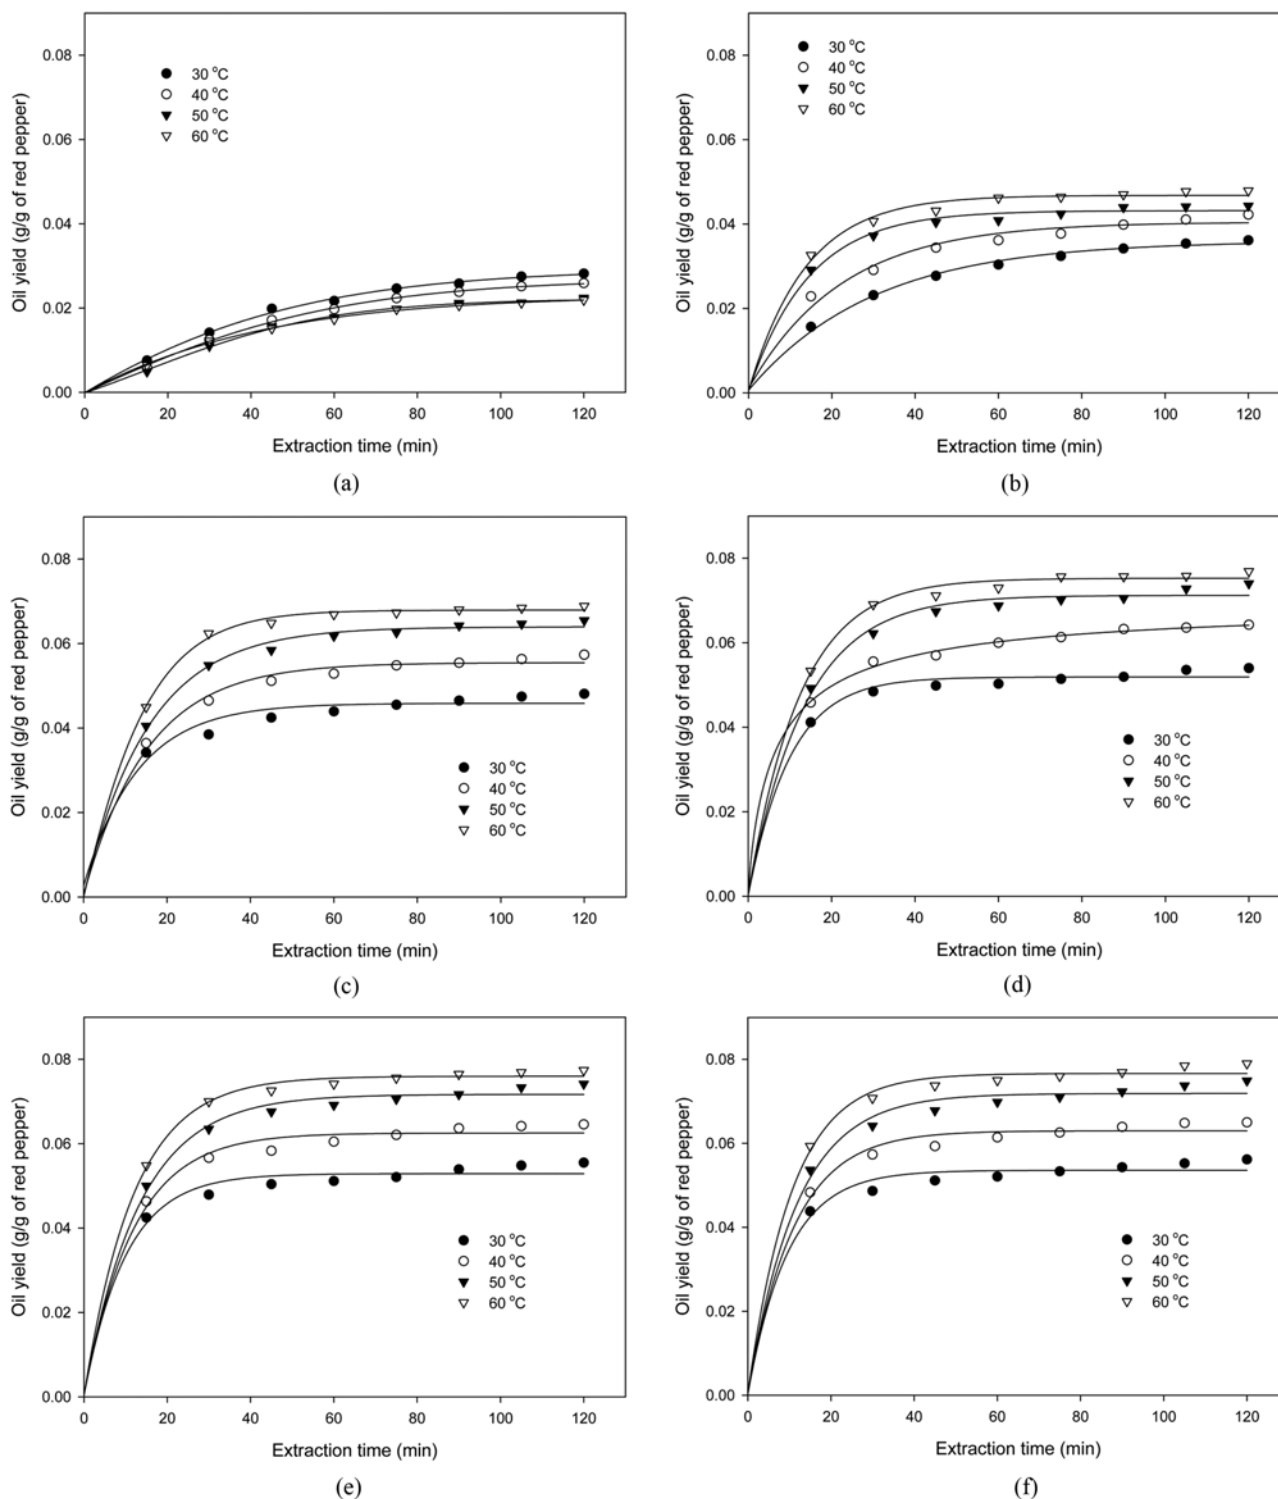 Oil yield (g/g of red pepper)
0.08
0.06
0.04
0.02
0.00
30 °C
40 °C
50 °C
60 °C
0 20 40 60 80 100 120
Extraction time (min)
(a)
Oil yield (g/g of red pepper)
0.08
0.06
0.04
0.02
0.00
30 °C
40 °C
50 °C
60 °C
0 20 40 60 80 100 120
Extraction time (min)
(b)
Oil yield (g/g of red pepper)
0.08
0.06
0.04
0.02
0.00
30 °C
40 °C
50 °C
60 °C
0 20 40 60 80 100 120
Extraction time (min)
(c)
Oil yield (g/g of red pepper)
0.08
0.06
0.04
0.02
0.00
30 °C
40 °C
50 °C
60 °C
0 20 40 60 80 100 120
Extraction time (min)
(d)
Oil yield (g/g of red pepper)
0.08
0.06
0.04
0.02
0.00
30 °C
40 °C
50 °C
60 °C
0 20 40 60 80 100 120
Extraction time (min)
(e)
Oil yield (g/g of red pepper)
0.08
0.06
0.04
0.02
0.00
30 °C
40 °C
50 °C
60 °C
0 20 40 60 80 100 120
Extraction time (min)
(f)